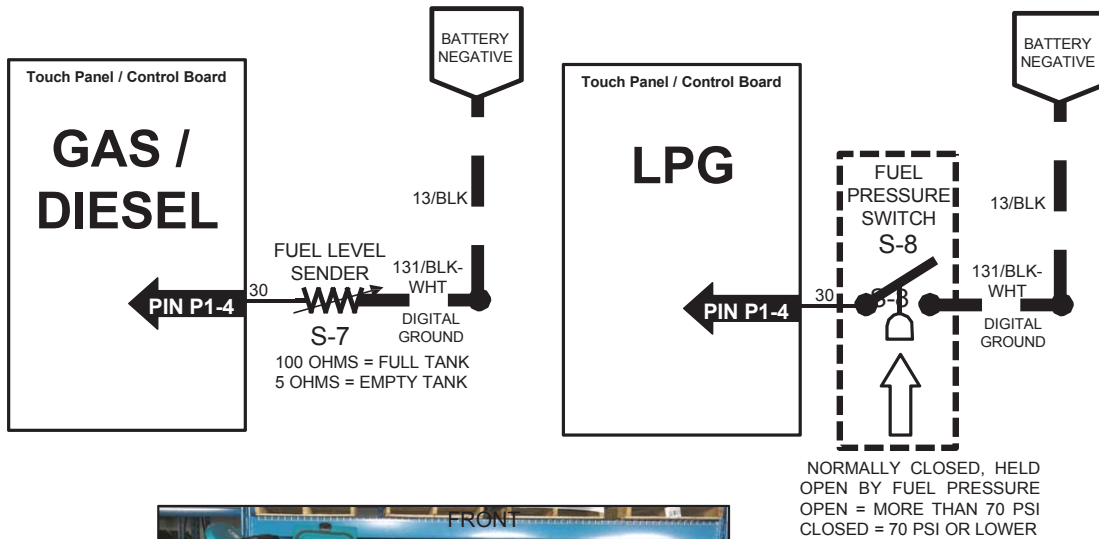 BATTERY
NEGATIVE
Touch Panel / Control Board
GAS /
DIESEL
13/BLK
FUEL LEVEL
SENDER
131/BLK-
WHT
PIN P1-4
30
S-7
DIGITAL
GROUND
100 OHMS = FULL TANK
5 OHMS = EMPTY TANK
BATTERY
NEGATIVE
Touch Panel / Control Board
LPG
FUEL
PRESSURE
SWITCH
S-8
13/BLK
131/BLK-
WHT
PIN P1-4
30
S-8
DIGITAL
GROUND
NORMALLY CLOSED, HELD
OPEN BY FUEL PRESSURE
OPEN = MORE THAN 70 PSI
CLOSED = 70 PSI OR LOWER
FRONT